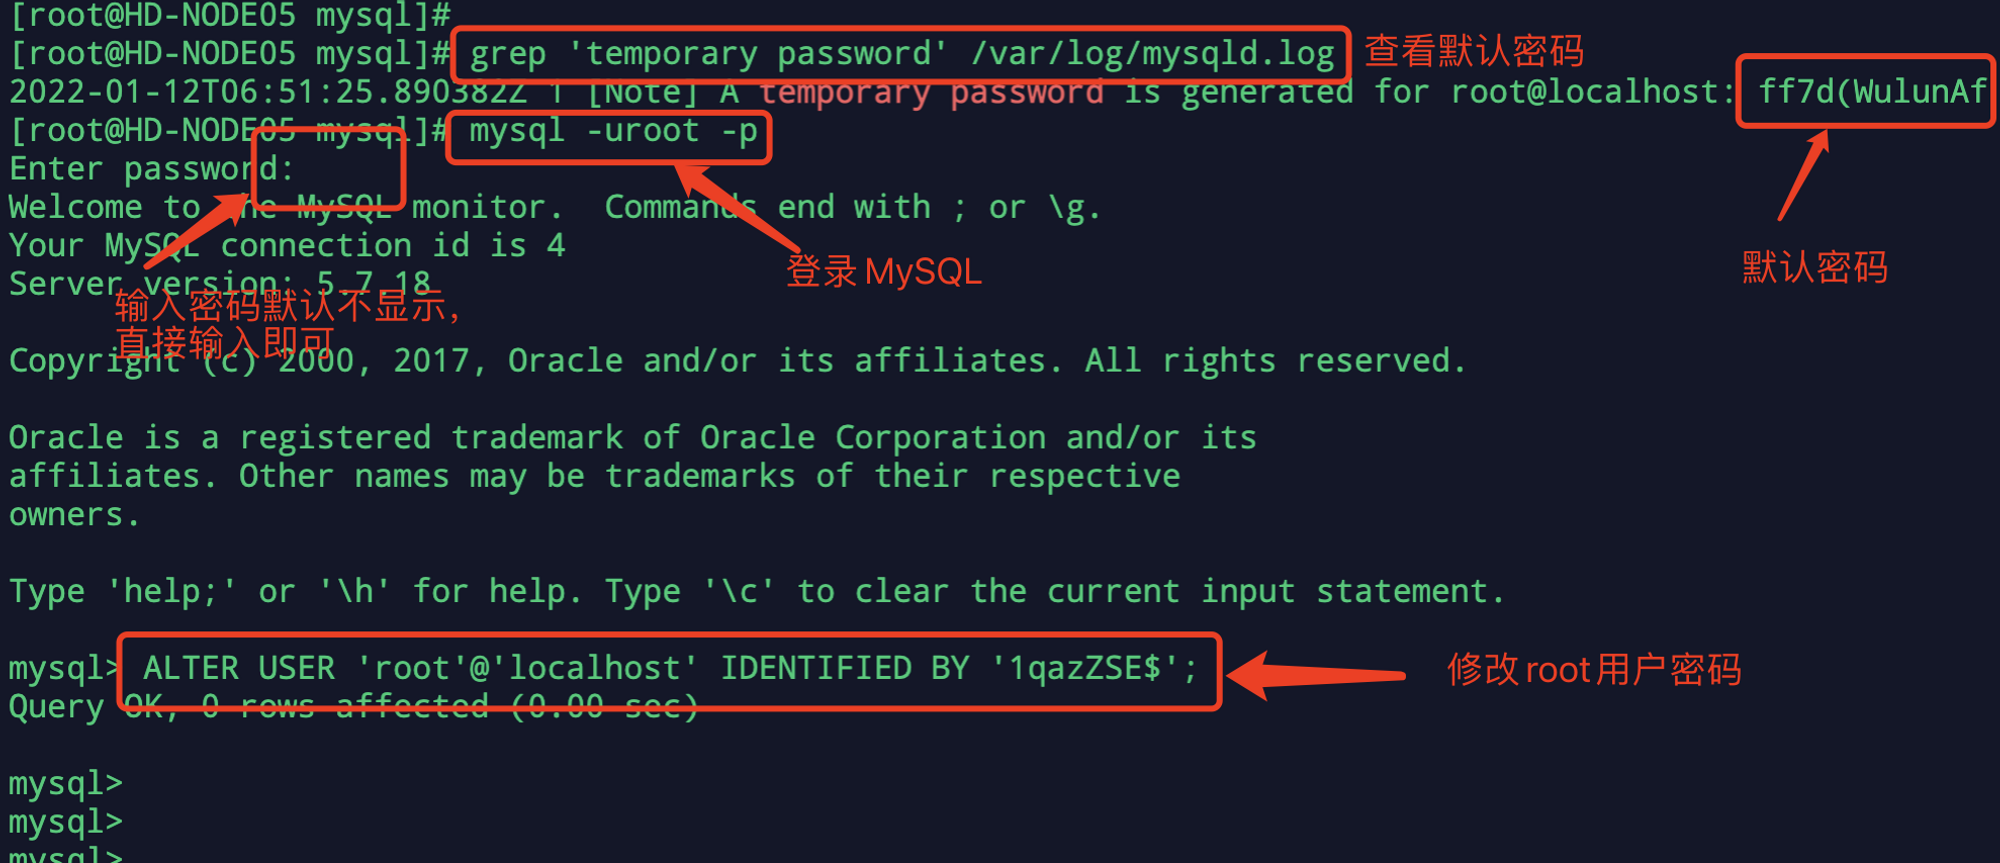 [root@HD-NODE05 mysql]#
[root@HD-NODE05 mysql]# grep 'temporary password' /var/log/mysqld.log 查看默认密码
2022-01-12T06:51:25.890382Z 1 [Note] A temporary password is generated for root@localhost: ff7d(WulunAf
[root@HD-NODE05 mysql]# mysql -uroot -p
Enter password:
Welcome to the MySQL monitor.  Commands end with ; or \g.
Your MySQL connection id is 4
登录MySQL
默认密码
Server version: 5.7.18
输入密码默认不显示，
直接输入即可
Copyright (c) 2000, 2017, Oracle and/or its affiliates. All rights reserved.
Oracle is a registered trademark of Oracle Corporation and/or its
affiliates. Other names may be trademarks of their respective
owners.
Type 'help;' or '\h' for help. Type '\c' to clear the current input statement.
mysql> ALTER USER 'root'@'localhost' IDENTIFIED BY '1qazZSE$'; 修改root用户密码
Query OK, 0 rows affected (0.00 sec)
mysql>
mysql>
mysql>